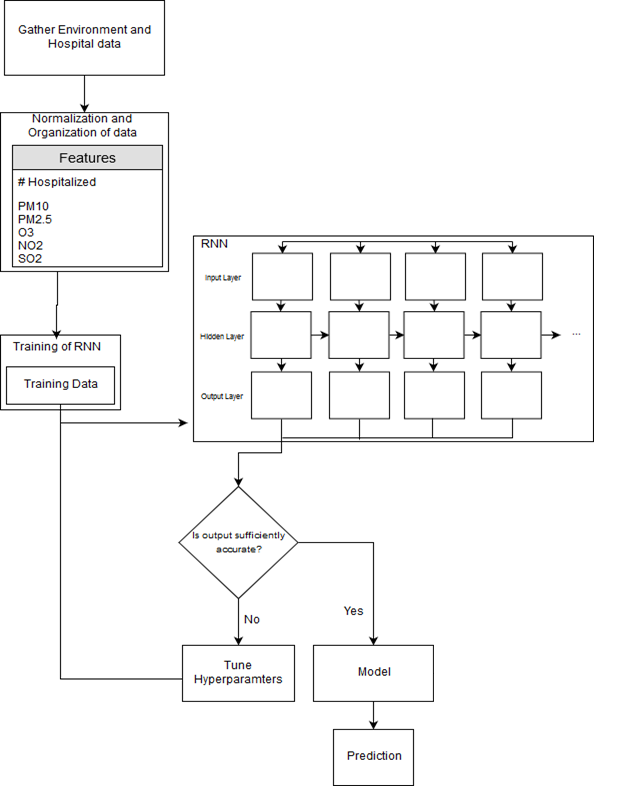 Gather Environment and
Hospital data
Normalization and
Organization of data
Features
# Hospitalized
PM10
PM2.5
O3
NO2
SO2
Training of RNN
Training Data
RNN
Input Layer
Hidden Layer
...
Output Layer
Is output sufficiently
accurate?
No
Yes
Tune
Hyperparamters
Model
Prediction